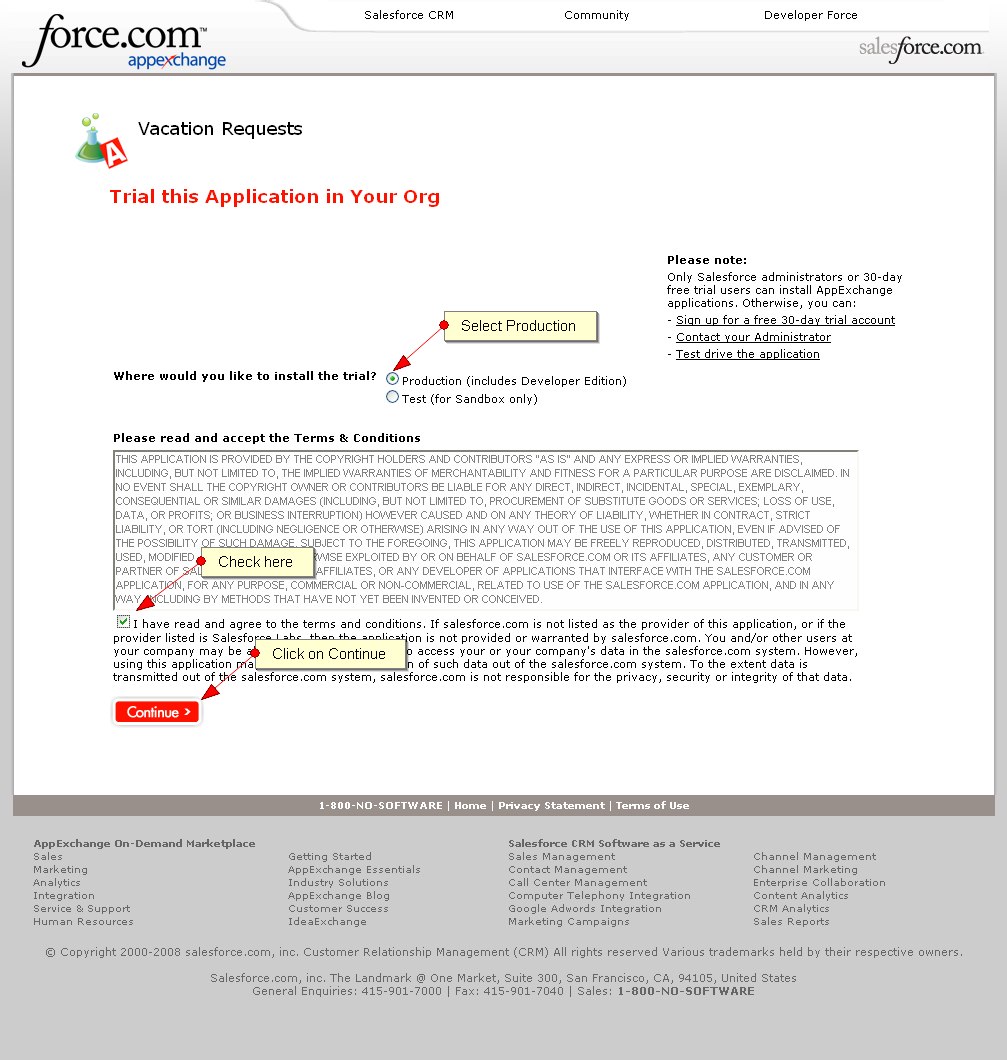 Salesforce CRM Community Developer Force
force.com™
appexchange
salesforce.com
Vacation Requests
A
Trial this Application in Your Org
Please note:
Only Salesforce administrators or 30-day
free trial users can install AppExchange
applications. Otherwise, you can:
- Sign up for a free 30-day trial account
- Contact your Administrator
- Test drive the application
Select Production
Where would you like to install the trial?
Production (includes Developer Edition)
Test (for Sandbox only)
Please read and accept the Terms & Conditions
THIS APPLICATION IS PROVIDED BY THE COPYRIGHT HOLDERS AND CONTRIBUTORS "AS IS" AND ANY EXPRESS OR IMPLIED WARRANTIES,
INCLUDING, BUT NOT LIMITED TO, THE IMPLIED WARRANTIES OF MERCHANTABILITY AND FITNESS FOR A PARTICULAR PURPOSE ARE DISCLAIMED. IN
NO EVENT SHALL THE COPYRIGHT OWNER OR CONTRIBUTORS BE LIABLE FOR ANY DIRECT, INDIRECT, INCIDENTAL, SPECIAL, EXEMPLARY,
CONSEQUENTIAL OR SIMILAR DAMAGES (INCLUDING, BUT NOT LIMITED TO, PROCUREMENT OF SUBSTITUTE GOODS OR SERVICES; LOSS OF USE,
DATA, OR PROFITS; OR BUSINESS INTERRUPTION) HOWEVER CAUSED AND ON ANY THEORY OF LIABILITY, WHETHER IN CONTRACT, STRICT
LIABILITY, OR TORT (INCLUDING NEGLIGENCE OR OTHERWISE) ARISING IN ANY WAY OUT OF THE USE OF THIS APPLICATION, EVEN IF ADVISED OF
THE POSSIBILITY OF SUCH DAMAGE. SUBJECT TO THE FOREGOING, THIS APPLICATION MAY BE FREELY REPRODUCED, DISTRIBUTED, TRANSMITTED,
USED, MODIFIED ERWISE EXPLOITED BY OR ON BEHALF OF SALESFORCE.COM OR ITS AFFILIATES, ANY CUSTOMER OR
Check here
PARTNER OF SAL AFFILIATES, OR ANY DEVELOPER OF APPLICATIONS THAT INTERFACE WITH THE SALESFORCE.COM
APPLICATION, FOR ANY PURPOSE, COMMERCIAL OR NON-COMMERCIAL, RELATED TO USE OF THE SALESFORCE.COM APPLICATION, AND IN ANY
WAY, INCLUDING BY METHODS THAT HAVE NOT YET BEEN INVENTED OR CONCEIVED.
I have read and agree to the terms and conditions. If salesforce.com is not listed as the provider of this application, or if the
provider listed is Salesforce Labs, then the application is not provided or warranted by salesforce.com. You and/or other users at
your company may be a to access your or your company's data in the salesforce.com system. However,
Click on Continue
using this application ma n of such data out of the salesforce.com system. To the extent data is
transmitted out of the salesforce.com system, salesforce.com is not responsible for the privacy, security or integrity of that data.
Continue >
1-800-NO-SOFTWARE | Home | Privacy Statement | Terms of Use
AppExchange On-Demand Marketplace Salesforce CRM Software as a Service
Sales Getting Started Sales Management Channel Management
Marketing AppExchange Essentials Contact Management Channel Marketing
Analytics Industry Solutions Call Center Management Enterprise Collaboration
Integration AppExchange Blog Computer Telephony Integration Content Analytics
Service & Support Customer Success Google Adwords Integration CRM Analytics
Human Resources IdeaExchange Marketing Campaigns Sales Reports
© Copyright 2000-2008 salesforce.com, inc. Customer Relationship Management (CRM) All rights reserved Various trademarks held by their respective owners.
Salesforce.com, inc. The Landmark @ One Market, Suite 300, San Francisco, CA, 94105, United States
General Enquiries: 415-901-7000 | Fax: 415-901-7040 | Sales: 1-800-NO-SOFTWARE